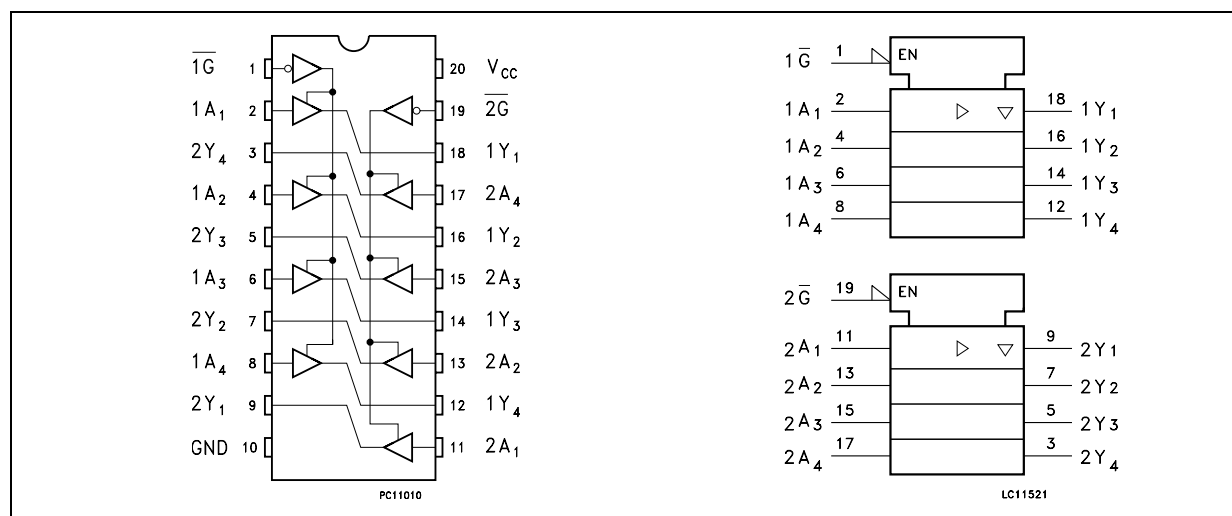 1G 1 20 VCC
1A1 2 19 2G
2Y4 3 18 1Y1
1A2 4 17 2A4
2Y3 5 16 1Y2
1A3 6 15 2A3
2Y2 7 14 1Y3
1A4 8 13 2A2
2Y1 9 12 1Y4
GND 10 11 2A1
PC11010
1G 1 EN
1A1 2 18 1Y1
1A2 4 16 1Y2
1A3 6 14 1Y3
1A4 8 12 1Y4
2G 19 EN
2A1 11 9 2Y1
2A2 13 7 2Y2
2A3 15 5 2Y3
2A4 17 3 2Y4
LC11521